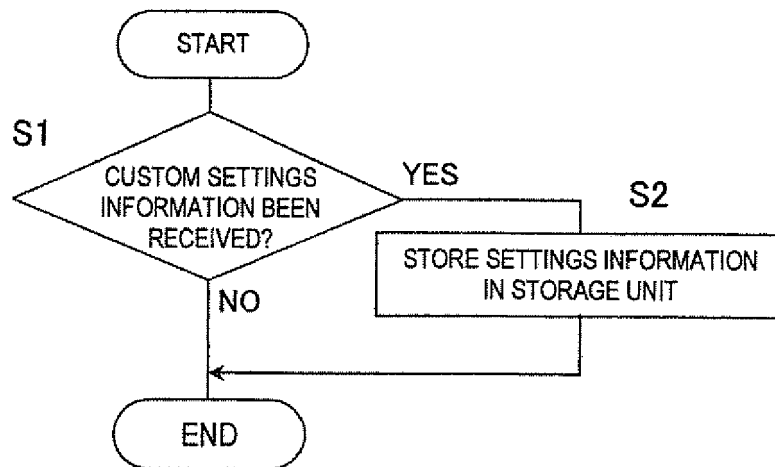 START
S1
CUSTOM SETTINGS
INFORMATION BEEN
RECEIVED?
YES
S2
STORE SETTINGS INFORMATION
IN STORAGE UNIT
NO
END